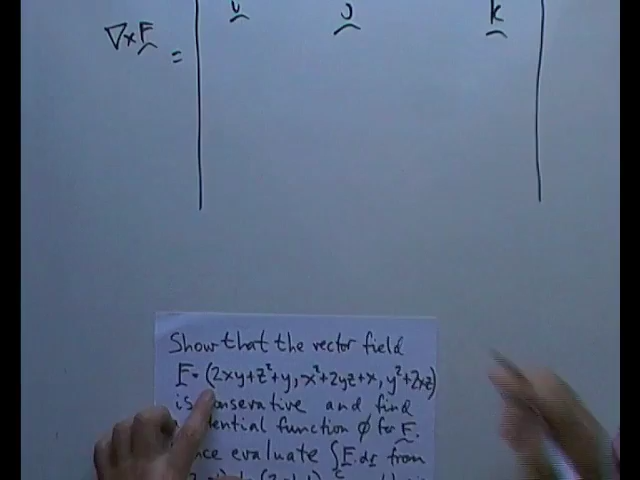 ∇×F = | i j k |
Show that the vector field
F = (2xy+z²+y, x²+2yz+x, y²+2xz)
is conservative and find
potential function φ for F.
evaluate ∫_C F.dr from